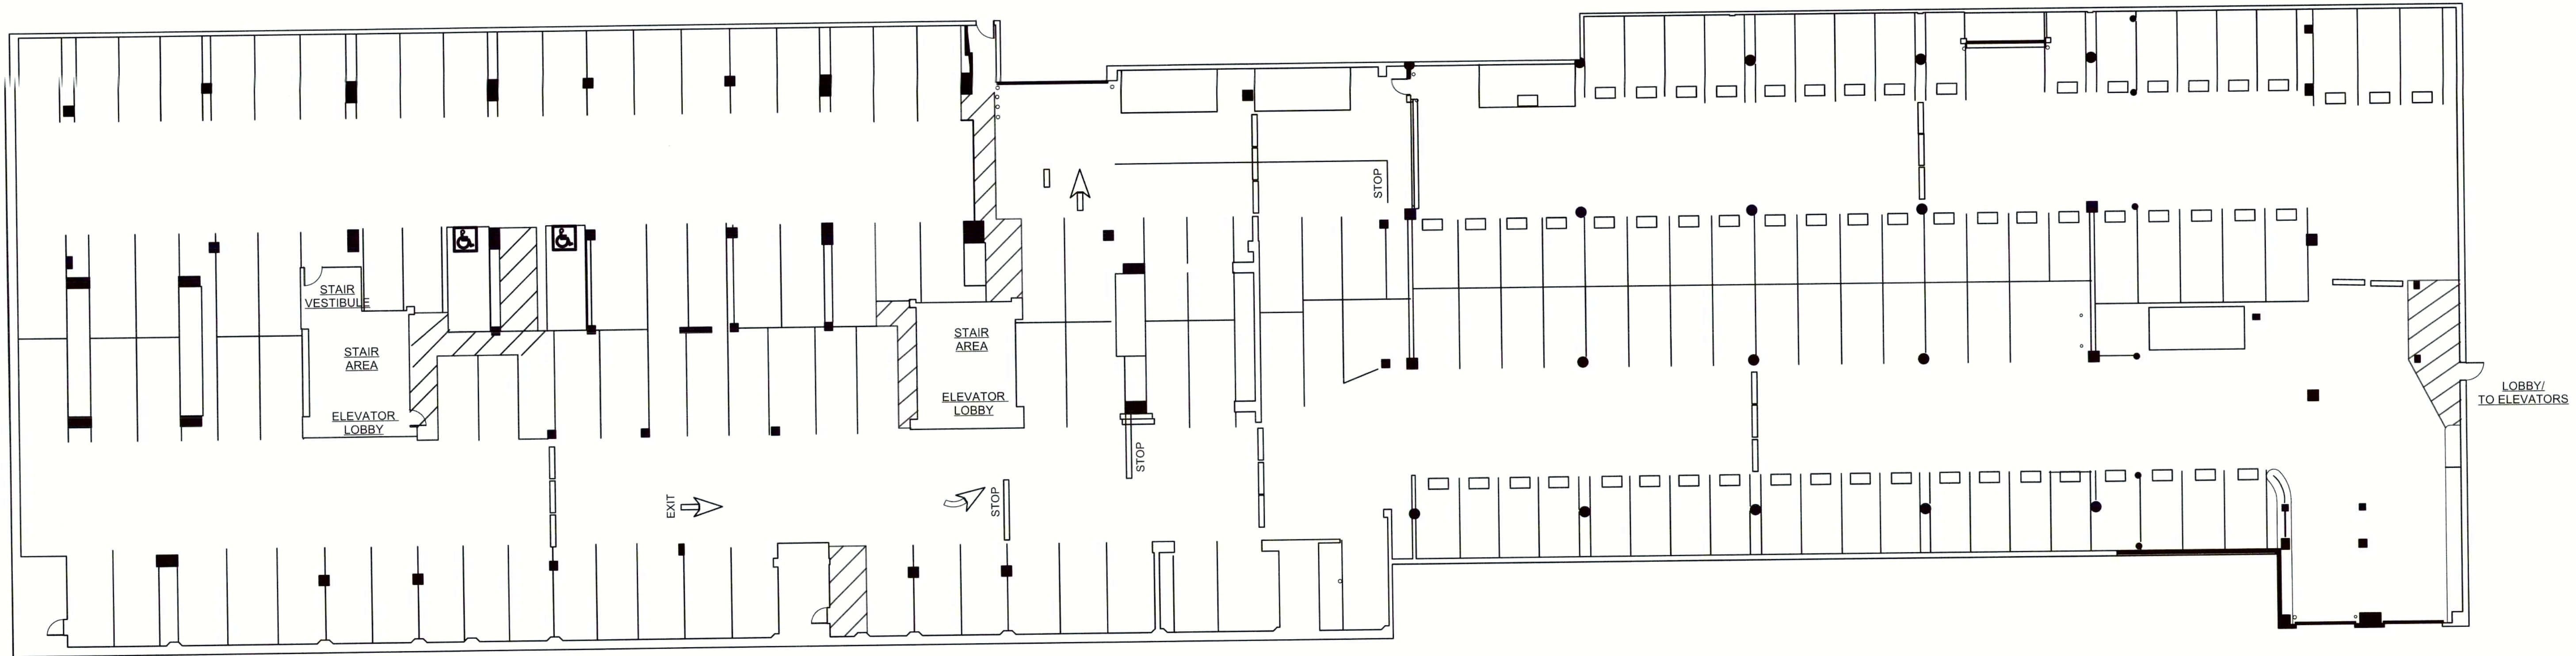 STOP
STAIR
VESTIBULE
STAIR
AREA
ELEVATOR
LOBBY
STAIR
AREA
ELEVATOR
LOBBY
LOBBY/
TO ELEVATORS
STOP
EXIT
STOP